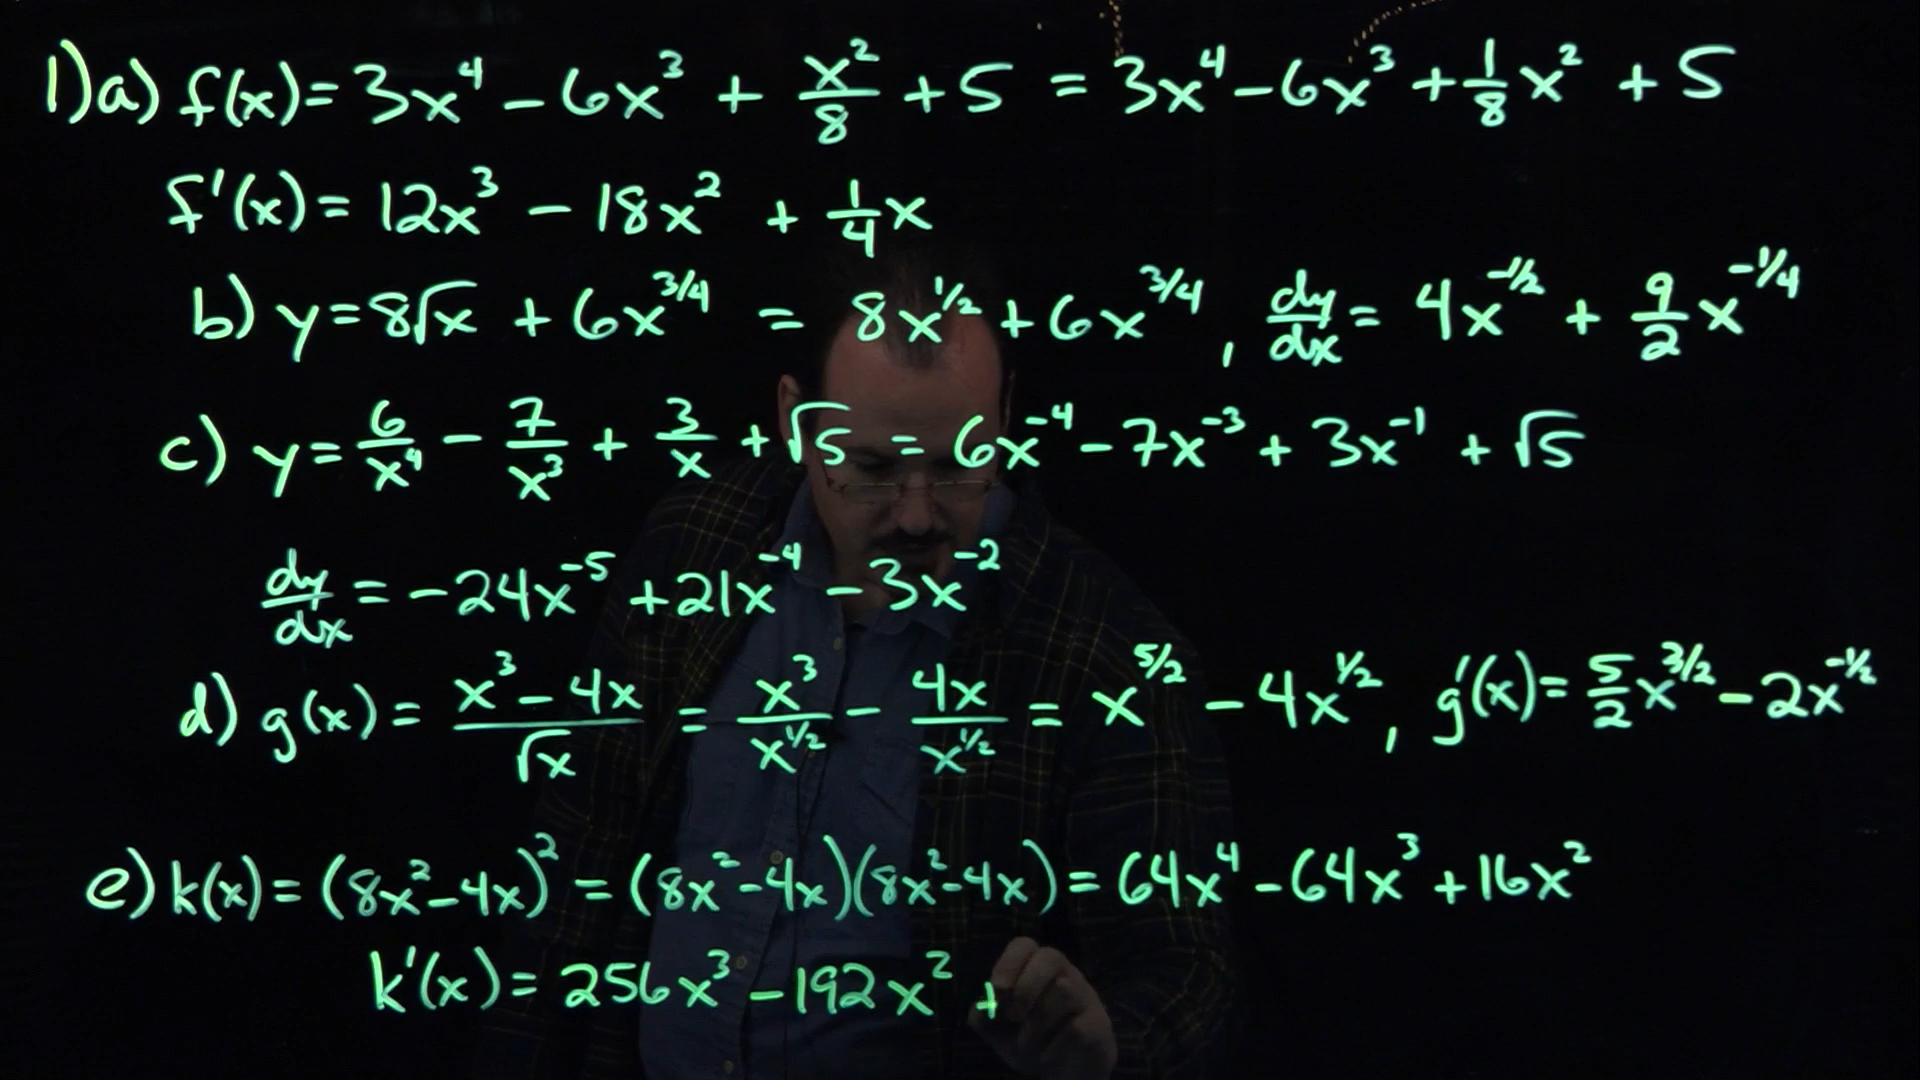 1) a) f(x) = 3x⁴ - 6x³ + x²/8 + 5 = 3x⁴ - 6x³ + 1/8 x² + 5
f'(x) = 12x³ - 18x² + 1/4 x
b) y = 8√x + 6x^(3/4) = 8x^(1/2) + 6x^(3/4), dy/dx = 4x^(-1/2) + 9/2 x^(-1/4)
c) y = 6/x⁴ - 7/x³ + 3/x + √5 = 6x⁻⁴ - 7x⁻³ + 3x⁻¹ + √5
dy/dx = -24x⁻⁵ + 21x⁻⁴ - 3x⁻²
d) g(x) = (x³ - 4x)/√x = x³/x^(1/2) - 4x/x^(1/2) = x^(5/2) - 4x^(1/2), g'(x) = 5/2 x^(3/2) - 2x^(-1/2)
e) k(x) = (8x² - 4x)² = (8x² - 4x)(8x² - 4x) = 64x⁴ - 64x³ + 16x²
k'(x) = 256x³ - 192x² +